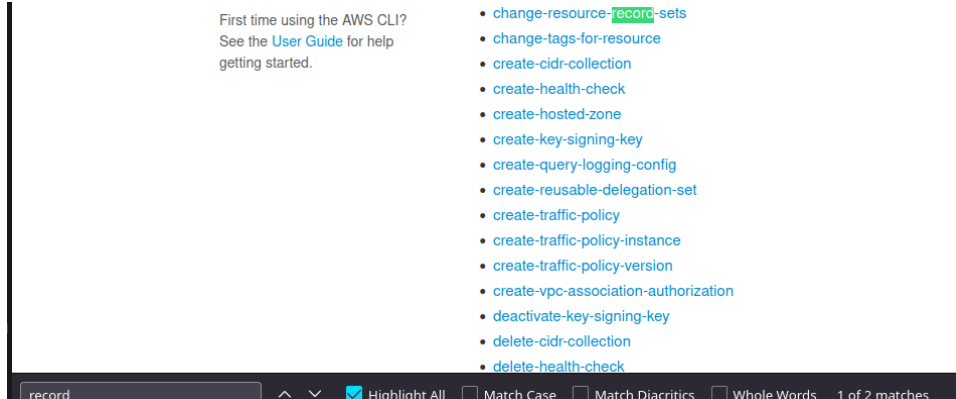 First time using the AWS CLI?
See the User Guide for help
getting started.
change-resource-record-sets
change-tags-for-resource
create-cidr-collection
create-health-check
create-hosted-zone
create-key-signing-key
create-query-logging-config
create-reusable-delegation-set
create-traffic-policy
create-traffic-policy-instance
create-traffic-policy-version
create-vpc-association-authorization
deactivate-key-signing-key
delete-cidr-collection
delete-health-check
record Highlight All Match Case Match Diacritics Whole Words 1 of 2 matches